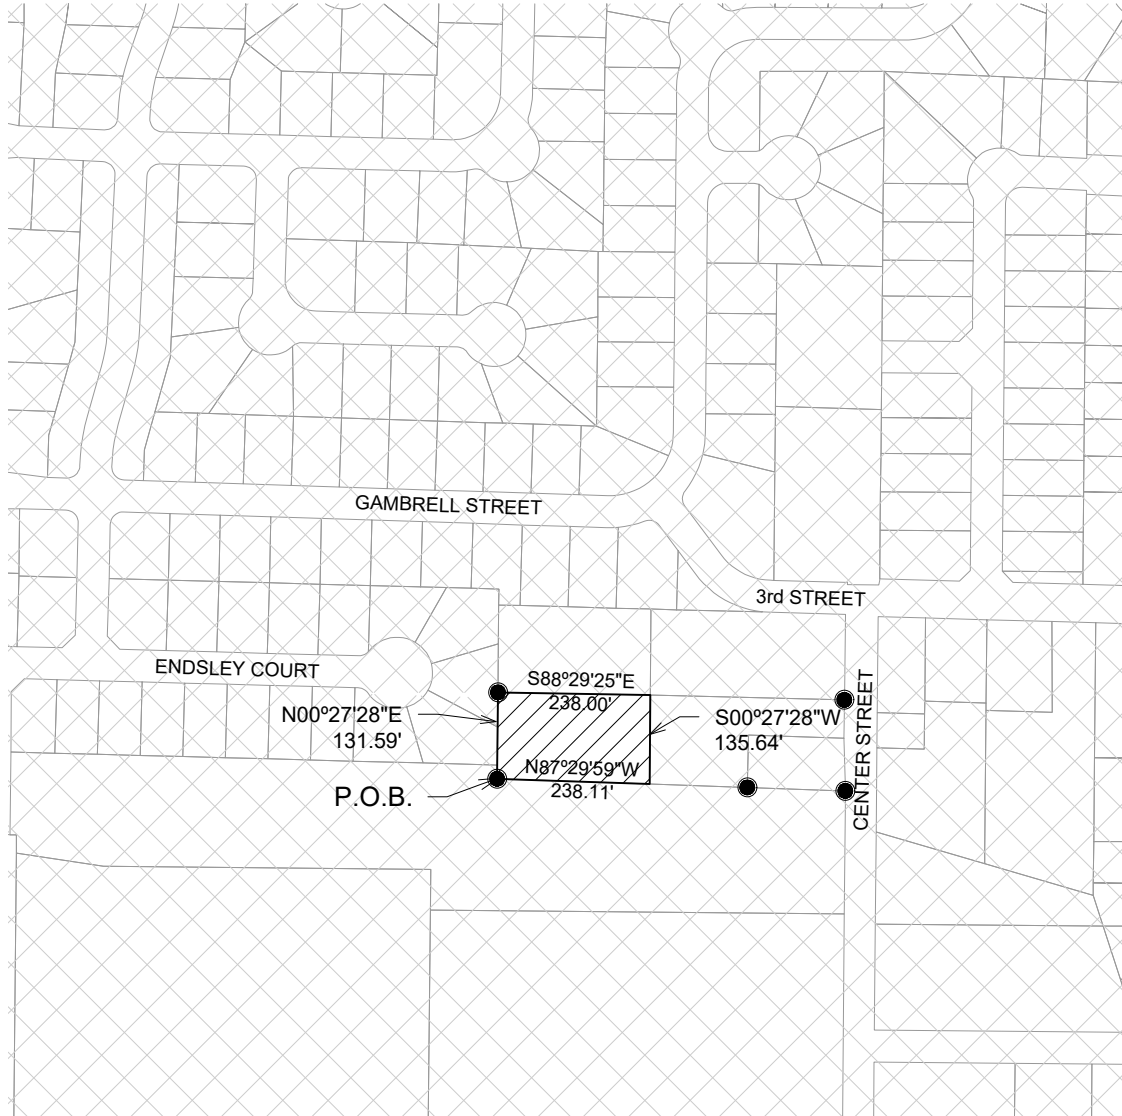 GAMBRELL STREET
3rd STREET
ENDSLEY COURT
S88º29'25"E
238.00'
N00º27'28"E
131.59'
S00º27'28"W
135.64'
CENTER STREET
N87º29'59"W
238.11'
P.O.B.